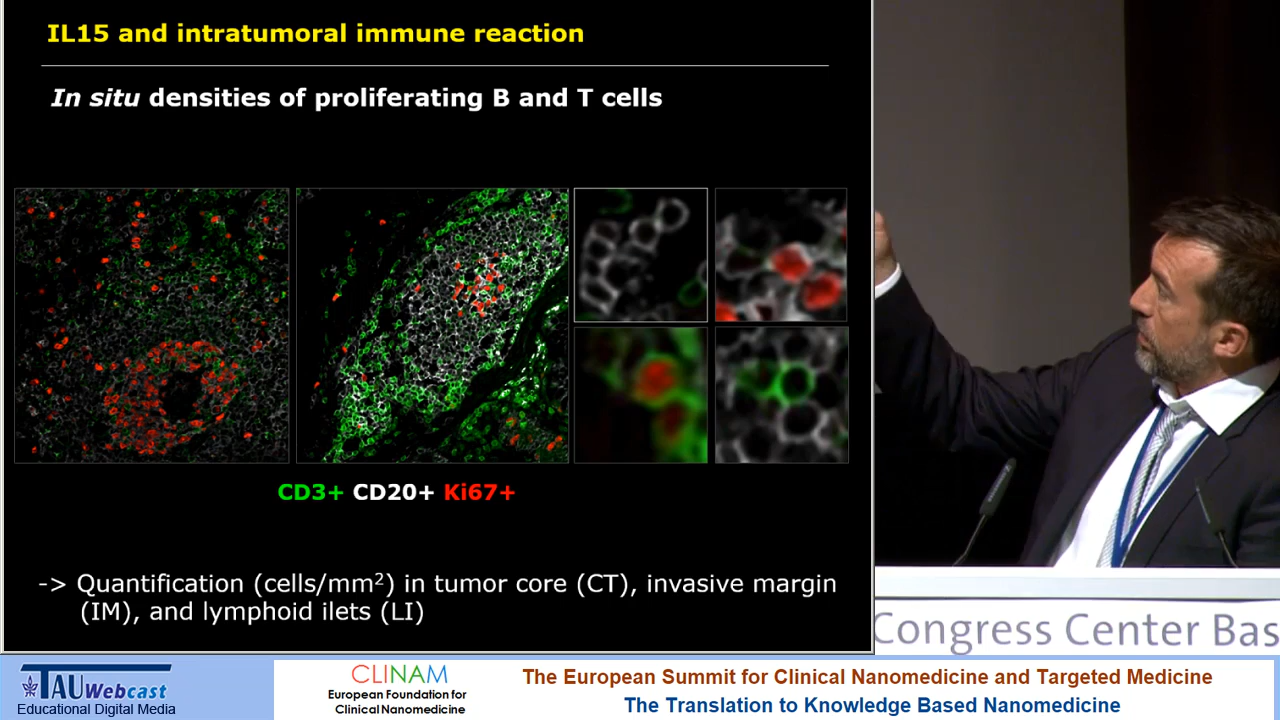 IL15 and intratumoral immune reaction
In situ densities of proliferating B and T cells
CD3+ CD20+ Ki67+
-> Quantification (cells/mm²) in tumor core (CT), invasive margin
(IM), and lymphoid ilets (LI)
Congress Center Bas
TAU Webcast
Educational Digital Media
CLINAM
European Foundation for
Clinical Nanomedicine
The European Summit for Clinical Nanomedicine and Targeted Medicine
The Translation to Knowledge Based Nanomedicine